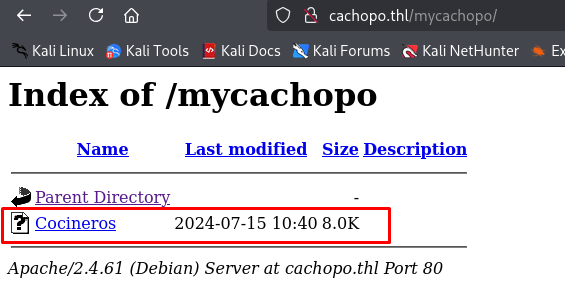 cachopo.thl/mycachopo/
Kali Linux Kali Tools Kali Docs Kali Forums Kali NetHunter Ex
Index of /mycachopo
Name Last modified Size Description
Parent Directory -
Cocineros 2024-07-15 10:40 8.0K
Apache/2.4.61 (Debian) Server at cachopo.thl Port 80